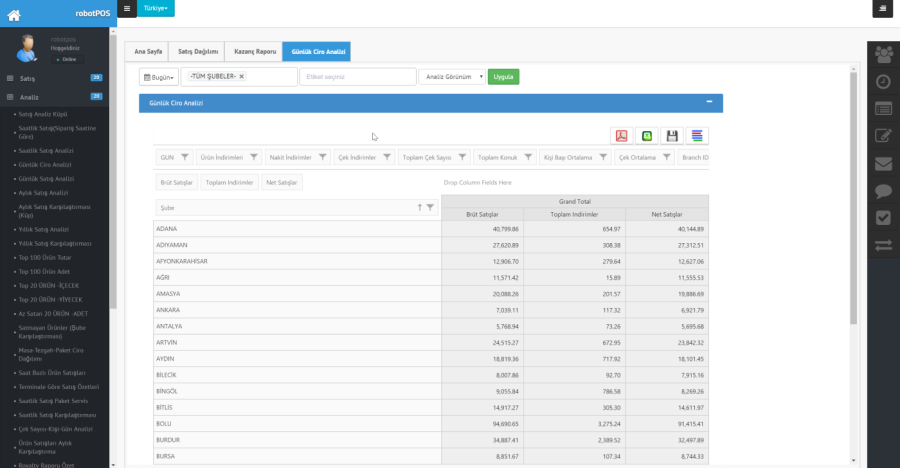 robotPOS
Türkiye
robotpos
Hoşgeldiniz
Online
Satış
20
Analiz
20
Satış Analiz Küpü
Saatlik Satış(Sipariş Saatine
Göre)
Saatlik Satış Analizi
Günlük Ciro Analizi
Günlük Satış Analizi
Aylık Satış Analizi
Aylık Satış Karşılaştırması
(Küp)
Yıllık Satış Analizi
Yıllık Satış Karşılaştırması
Top 100 Ürün Tutar
Top 100 Ürün Adet
Top 20 ÜRÜN -İÇECEK
Top 20 ÜRÜN -YİYECEK
Az Satan 20 ÜRÜN -ADET
Satmayan Ürünler (Şube
Karşılaştırması)
Masa-Tezgah-Paket Ciro
Dağılımı
Saat Bazlı Ürün Satışları
Terminale Göre Satış Özetleri
Saatlik Satış Paket Servis
Saatlik Satış Karşılaştırması
Çek Sayısı-Kişi-Gün Analizi
Ürün Satışları Aylık
Karşılaştırma
Royalty Raporu Özet
Ana Sayfa Satış Dağılımı Kazanç Raporu Günlük Ciro Analizi
Bugün -TÜM ŞUBELER- x Etiket seçiniz Analiz Görünüm Uygula
Günlük Ciro Analizi
GUN Ürün İndirimleri Nakit İndirimler Çek İndirimler Toplam Çek Sayısı Toplam Konuk Kişi Başı Ortalama Çek Ortalama Branch ID
Brüt Satışlar Toplam İndirimler Net Satışlar Drop Column Fields Here
Şube Grand Total
Brüt Satışlar Toplam İndirimler Net Satışlar
ADANA 40,799.86 654.97 40,144.89
ADIYAMAN 27,620.89 308.38 27,312.51
AFYONKARAHİSAR 12,906.70 279.64 12,627.06
AĞRI 11,571.42 15.89 11,555.53
AMASYA 20,088.26 201.57 19,886.69
ANKARA 7,039.11 117.32 6,921.79
ANTALYA 5,768.94 73.26 5,695.68
ARTVİN 24,515.27 672.95 23,842.32
AYDIN 18,819.36 717.92 18,101.45
BİLECİK 8,007.86 92.70 7,915.16
BİNGÖL 9,055.84 786.58 8,269.26
BİTLİS 14,917.27 305.30 14,611.97
BOLU 94,690.65 3,275.24 91,415.41
BURDUR 34,887.41 2,389.52 32,497.89
BURSA 8,851.67 107.34 8,744.33